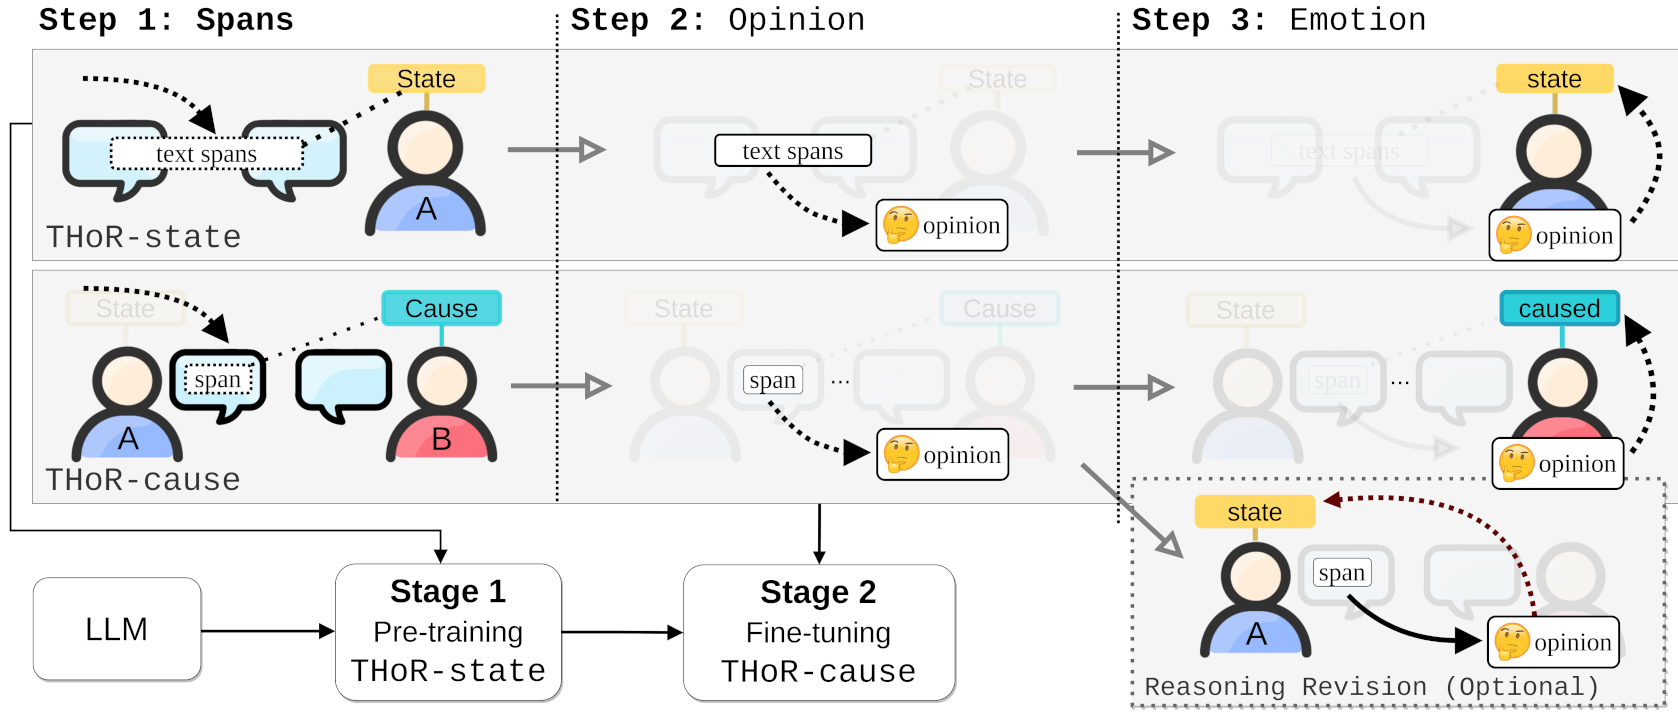 Step 1: Spans
Step 2: Opinion
Step 3: Emotion
State
text spans
A
THoR-state
State
text spans
opinion
text spans
state
opinion
State
Cause
span
A
B
THoR-cause
State
Cause
span
...
opinion
State
caused
span
...
opinion
state
span
A
opinion
Reasoning Revision (Optional)
LLM
Stage 1
Pre-training
THoR-state
Stage 2
Fine-tuning
THoR-cause